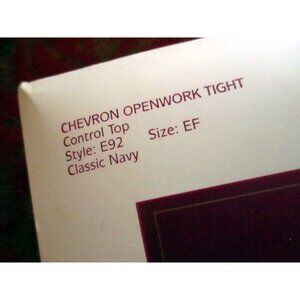 CHEVRON OPENWORK TIGHT
Control Top
Style: E92 Size: EF
Classic Navy